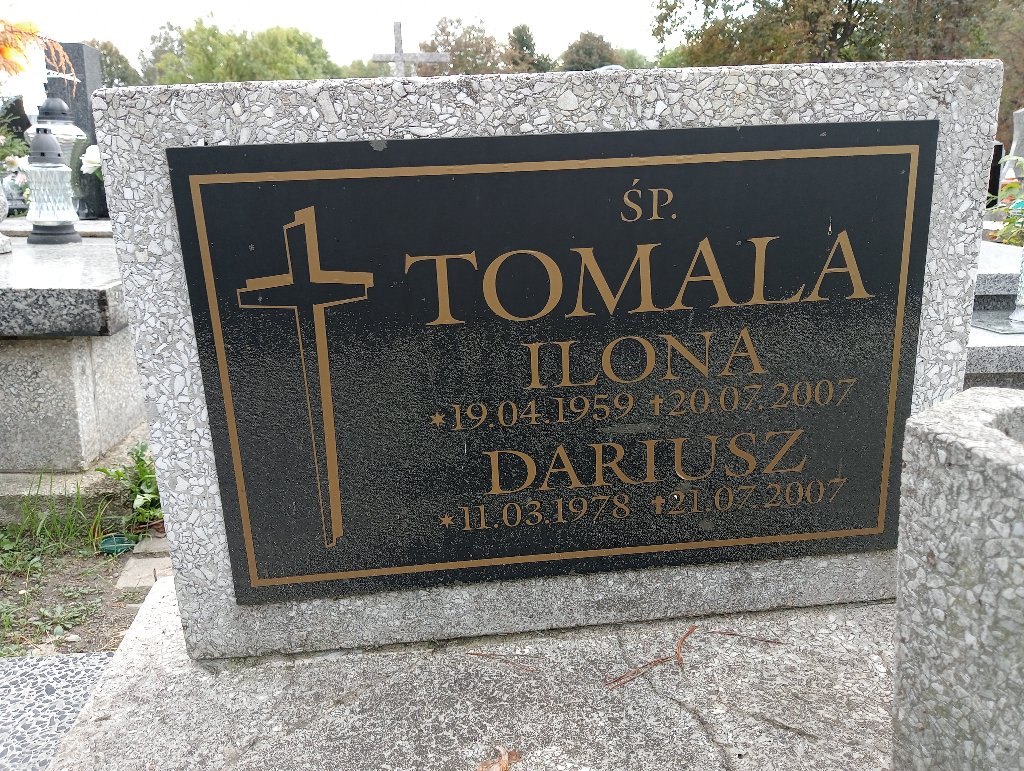 ŚP.
TOMALA
ILONA
*19.04.1959 †20.07.2007
DARIUSZ
*11.03.1978 †21.07.2007